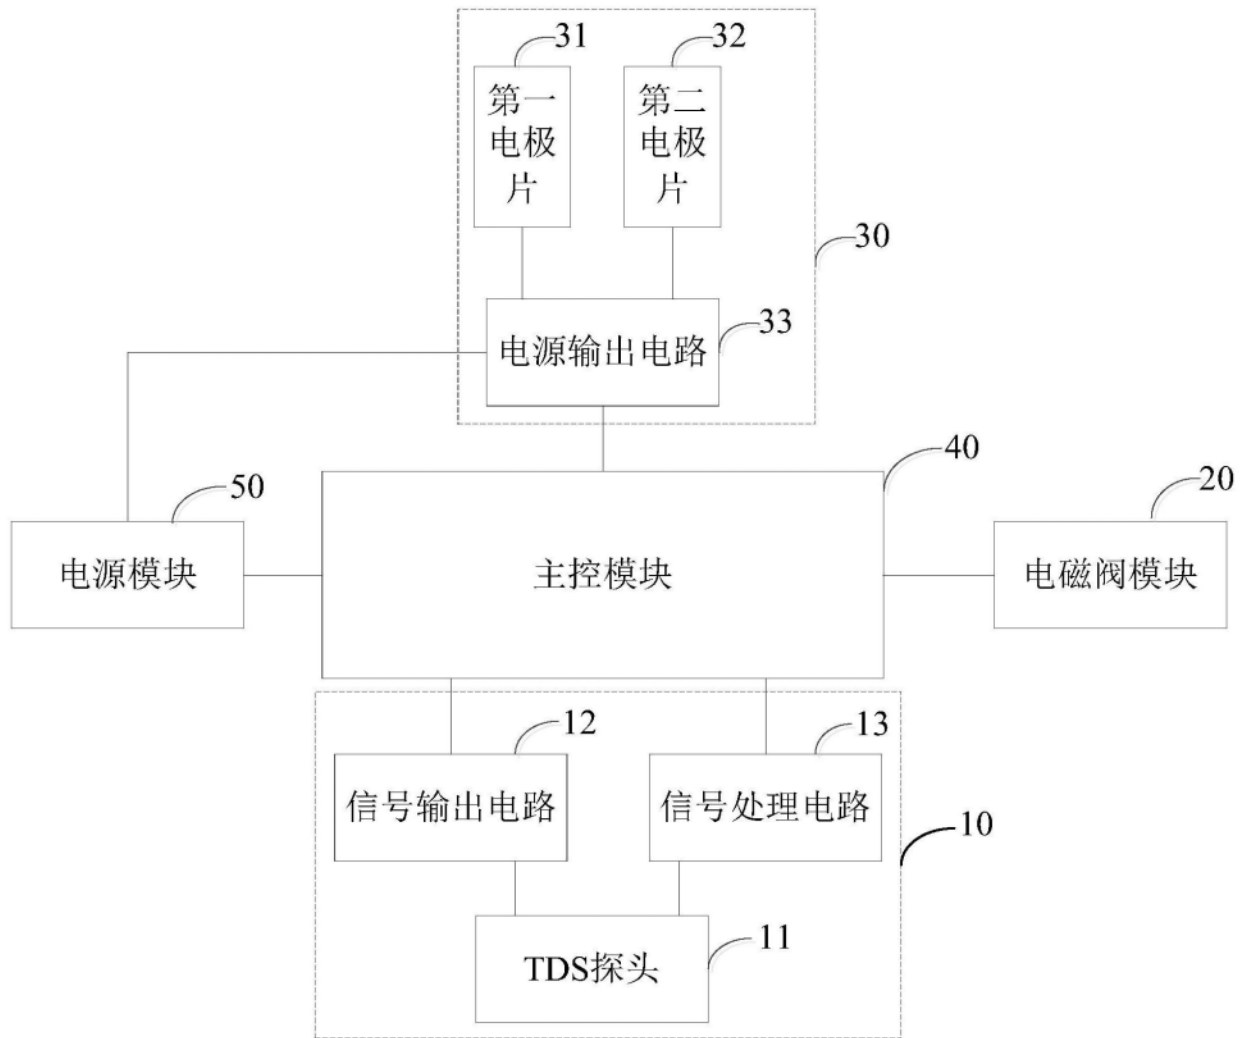 31
32
第一
电极
片
第二
电极
片
30
33
电源输出电路
40
50
20
电源模块
主控模块
电磁阀模块
12
13
信号输出电路
信号处理电路
10
11
TDS探头